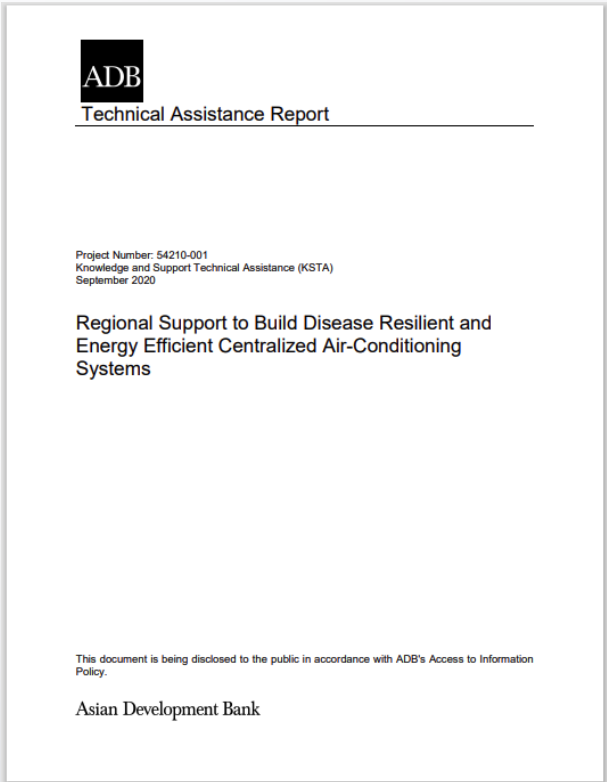 ADB
Technical Assistance Report
Project Number: 54210-001
Knowledge and Support Technical Assistance (KSTA)
September 2020
Regional Support to Build Disease Resilient and
Energy Efficient Centralized Air-Conditioning
Systems
This document is being disclosed to the public in accordance with ADB's Access to Information
Policy.
Asian Development Bank